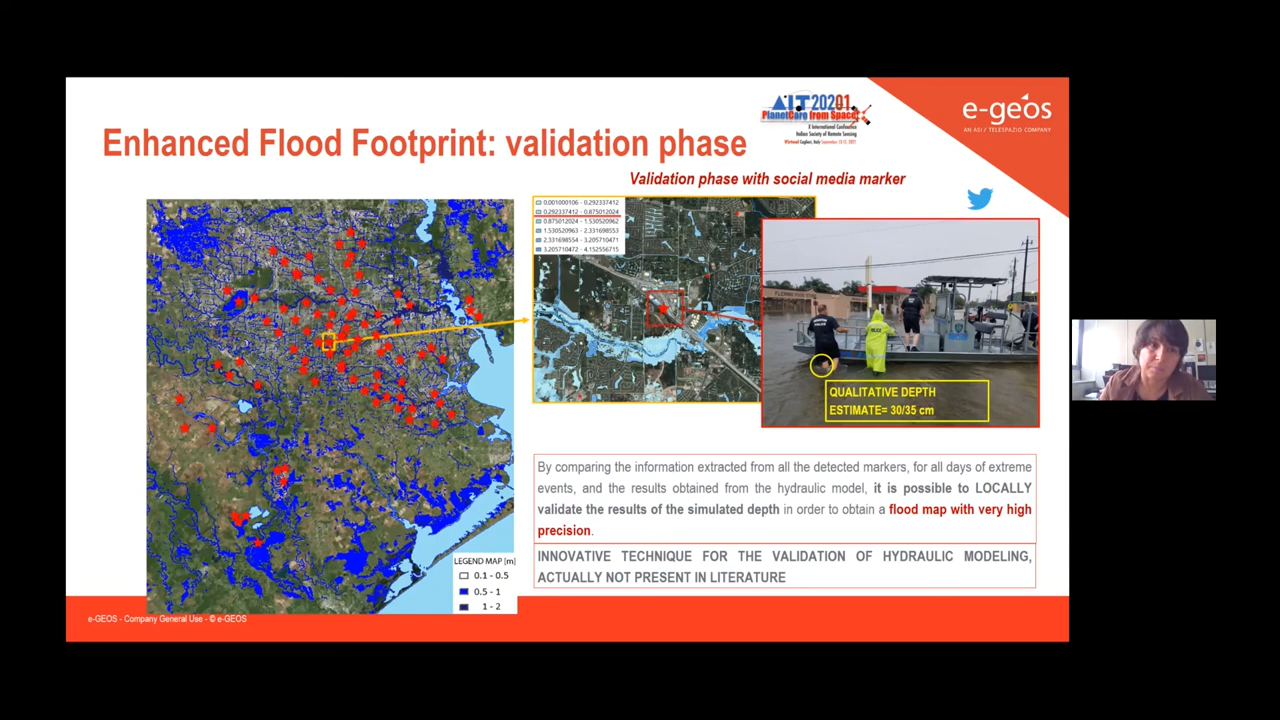 AIT 20201
PlanetCare from Space
X International Conference
Italian Society of Remote Sensing
Virtual Cagliari, Italy September 13-15, 2021
e-geos
AN ASI / TELESPAZIO COMPANY
Enhanced Flood Footprint: validation phase
Validation phase with social media marker
0.001000106 - 0.292337412
0.292337412 - 0.875012024
0.875012024 - 1.530520962
1.530520963 - 2.331698553
2.331698554 - 3.205710471
3.205710472 - 4.152556715
POLICE
QUALITATIVE DEPTH
ESTIMATE= 30/35 cm
By comparing the information extracted from all the detected markers, for all days of extreme
events, and the results obtained from the hydraulic model, it is possible to LOCALLY
validate the results of the simulated depth in order to obtain a flood map with very high
precision.
INNOVATIVE TECHNIQUE FOR THE VALIDATION OF HYDRAULIC MODELING,
ACTUALLY NOT PRESENT IN LITERATURE
LEGEND MAP [m]
0.1 - 0.5
0.5 - 1
1 - 2
e-GEOS - Company General Use - © e-GEOS